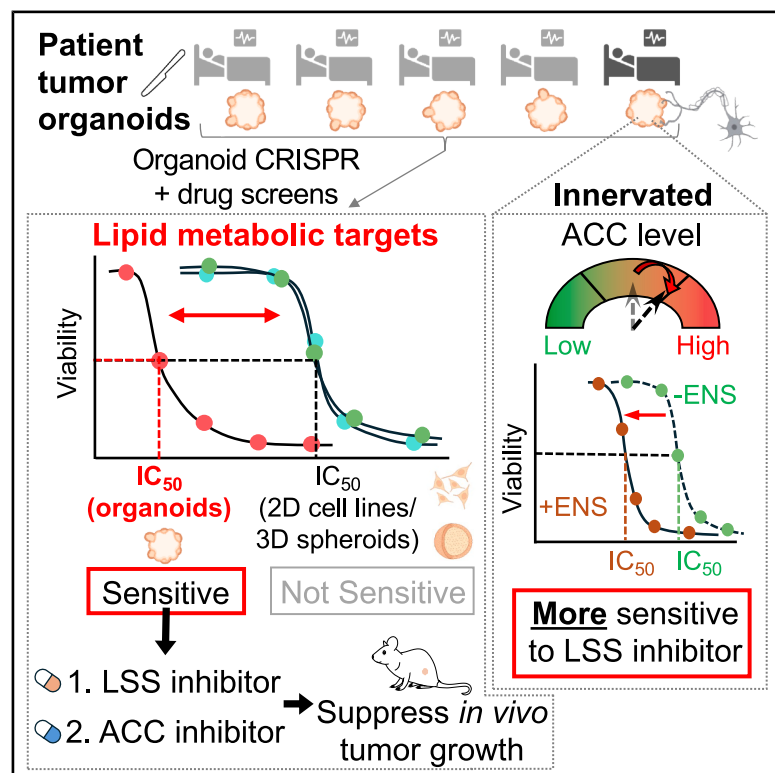 Patient
tumor
organoids
Organoid CRISPR
+ drug screens
Lipid metabolic targets
Viability
IC50
(organoids)
IC50
(2D cell lines/
3D spheroids)
Sensitive
Not Sensitive
1. LSS inhibitor
2. ACC inhibitor
Suppress in vivo
tumor growth
Innervated
ACC level
Low
High
Viability
-ENS
+ENS
IC50
IC50
More sensitive
to LSS inhibitor